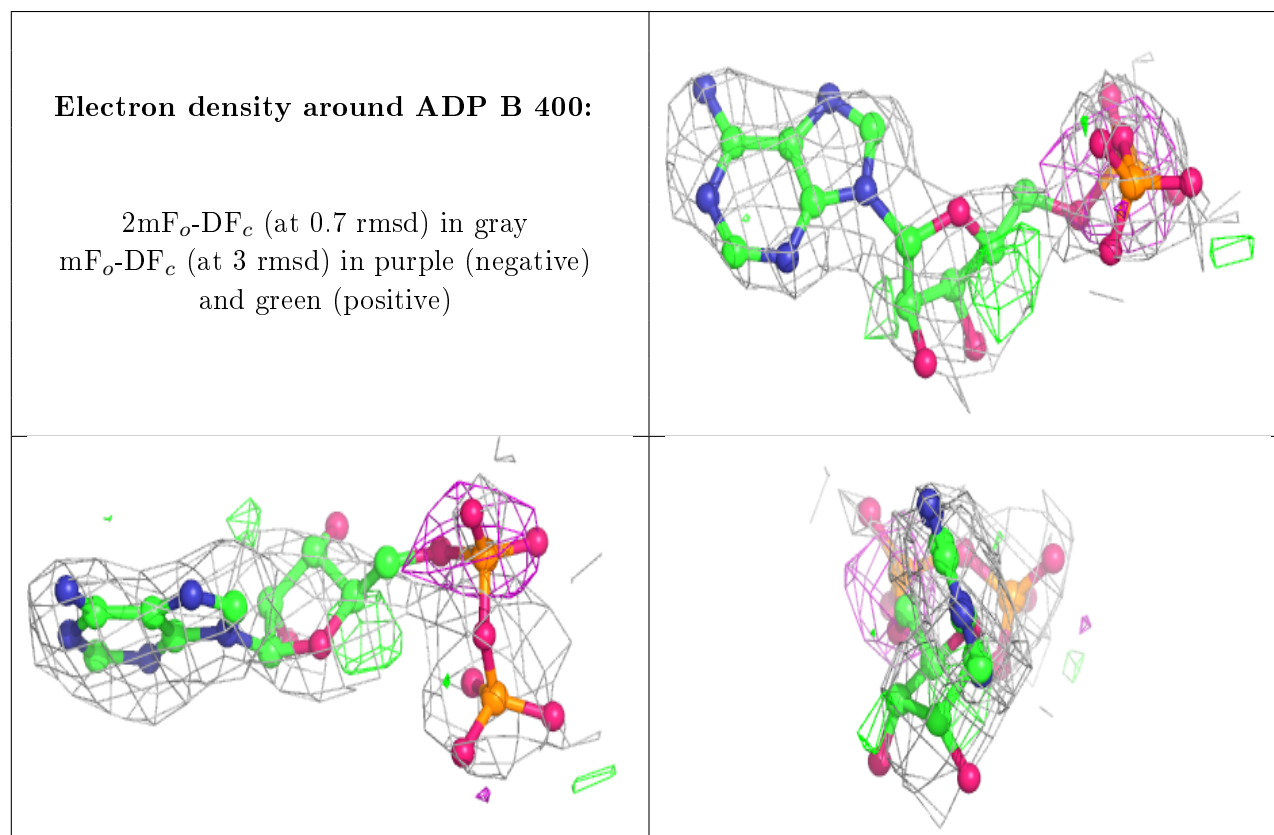 Electron density around ADP B 400:
2mFₒ-DF𝒸 (at 0.7 rmsd) in gray
mFₒ-DF𝒸 (at 3 rmsd) in purple (negative)
and green (positive)